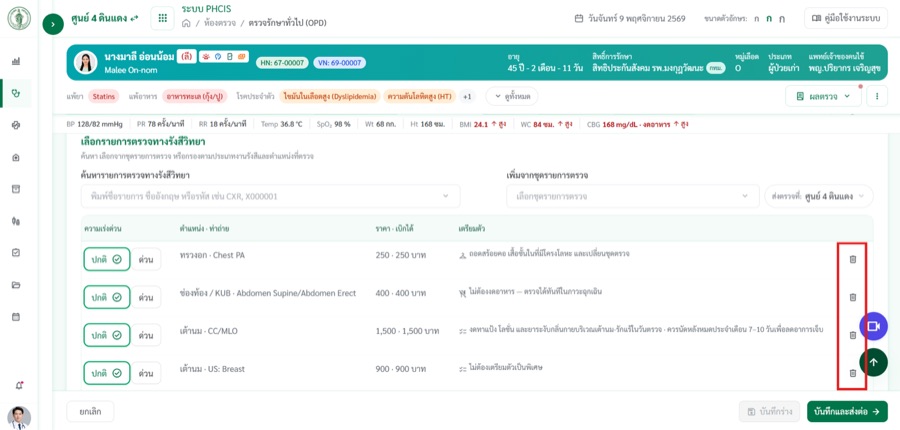 ศูนย์ 4 ดินแดง
ระบบ PHCIS
ห้องตรวจ / ตรวจรักษาทั่วไป (OPD)
วันจันทร์ 9 พฤศจิกายน 2569
ขนาดตัวอักษร: ก ก ก
คู่มือใช้งานระบบ
นางมาลี อ่อนน้อม (สี)
Malee On-nom
HN: 67-00007
VN: 69-00007
อายุ
45 ปี - 2 เดือน - 11 วัน
สิทธิ์การรักษา
สิทธิประกันสังคม รพ.มงกุฎวัฒนะ กทม.
หมู่เลือด
O
ประเภท
ผู้ป่วยเก่า
แพทย์เจ้าของคนไข้
พญ.ปริยากร เจริญสุข
แพ้ยา Statins แพ้อาหาร อาหารทะเล (กุ้ง/ปู) โรคประจำตัว ไขมันในเลือดสูง (Dyslipidemia) ความดันโลหิตสูง (HT) +1 ดูทั้งหมด
ผลตรวจ
BP 128/82 mmHg PR 78 ครั้ง/นาที RR 18 ครั้ง/นาที Temp 36.8 °C SpO₂ 98 % Wt 68 กก. Ht 168 ซม. BMI 24.1 ↑ สูง WC 84 ซม. ↑ สูง CBG 168 mg/dL · งดอาหาร ↑ สูง
เลือกรายการตรวจทางรังสีวิทยา
ค้นหา เลือกจากชุดรายการตรวจ หรือกรองตามประเภทงานรังสีและตำแหน่งที่ตรวจ
ค้นหารายการตรวจทางรังสีวิทยา
เพิ่มจากชุดรายการตรวจ
พิมพ์ชื่อรายการ ชื่ออังกฤษ หรือรหัส เช่น CXR, X000001
เลือกชุดรายการตรวจ
ส่งตรวจที่: ศูนย์ 4 ดินแดง
ความเร่งด่วน ตำแหน่ง · ท่าถ่าย ราคา · เบิกได้ เตรียมตัว
ปกติ ด่วน ทรวงอก · Chest PA 250 · 250 บาท ถอดสร้อยคอ เสื้อชั้นในที่มีโครงโลหะ และเปลี่ยนชุดตรวจ
ปกติ ด่วน ช่องท้อง / KUB · Abdomen Supine/Abdomen Erect 400 · 400 บาท ไม่ต้องงดอาหาร — ตรวจได้ทันทีในภาวะฉุกเฉิน
ปกติ ด่วน เต้านม · CC/MLO 1,500 · 1,500 บาท งดทาแป้ง โลชั่น และยาระงับกลิ่นกายบริเวณเต้านม-รักแร้ในวันตรวจ · ควรนัดหลังหมดประจำเดือน 7-10 วันเพื่อลดอาการเจ็บ
ปกติ ด่วน เต้านม · US: Breast 900 · 900 บาท ไม่ต้องเตรียมตัวเป็นพิเศษ
ยกเลิก
บันทึกร่าง
บันทึกและส่งต่อ